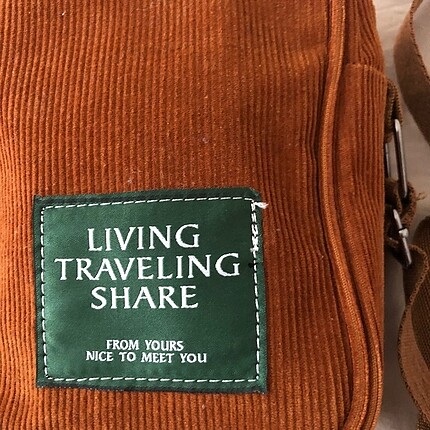 LIVING
TRAVELING
SHARE
FROM YOURS
NICE TO MEET YOU